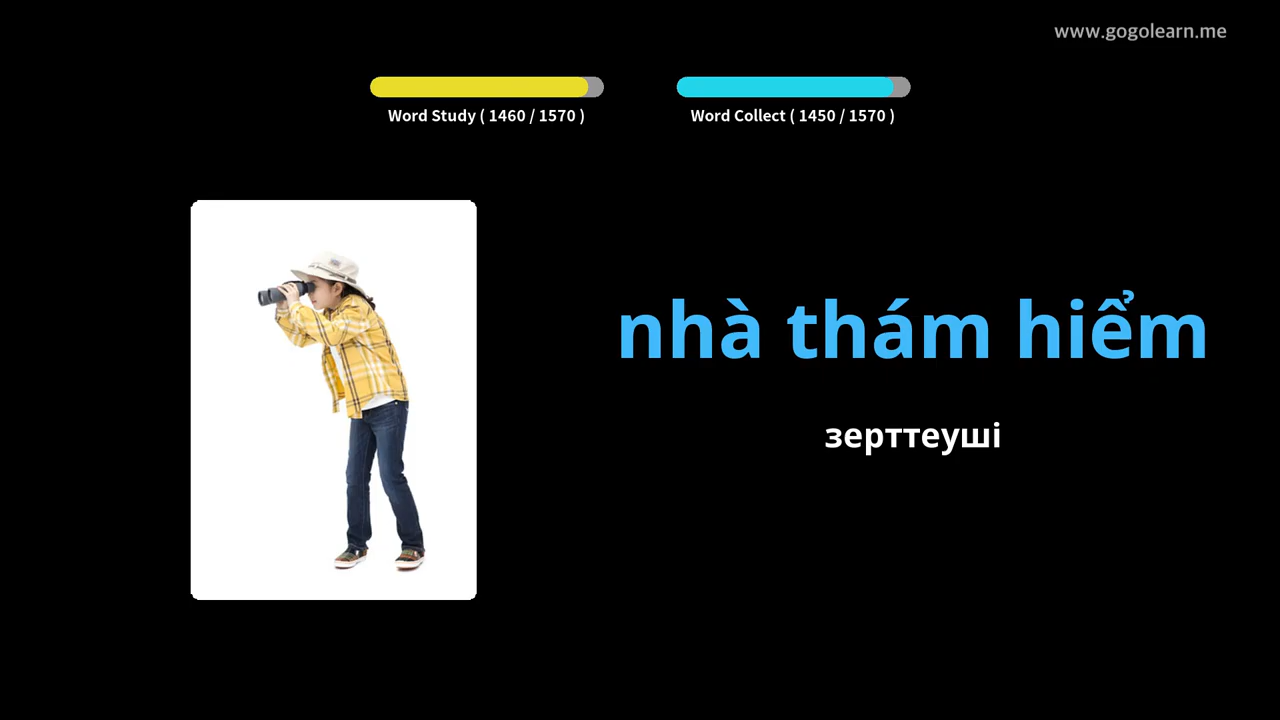 www.gogolearn.me
Word Study ( 1460 / 1570 )
Word Collect ( 1450 / 1570 )
nhà thám hiểm
зерттеуші